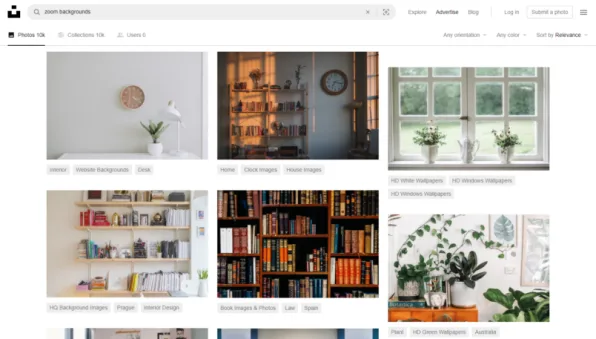 zoom backgrounds
Explore Advertise Blog Log in Submit a photo
Photos 10k Collections 10k Users 0
Any orientation Any color Sort by Relevance
Interior Website Backgrounds Desk
Home Clock Images House Images
HD White Wallpapers HD Windows Wallpapers
HD Windows Wallpapers
HQ Background Images Prague Interior Design
Book Images & Photos Law Spain
Plant HD Green Wallpapers Australia